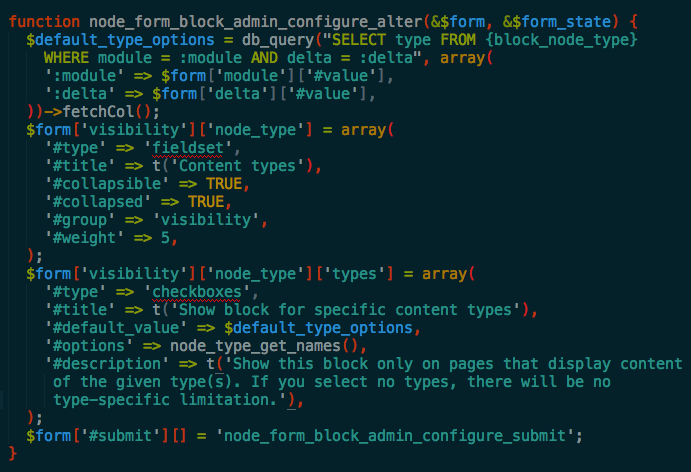 function node_form_block_admin_configure_alter(&$form, &$form_state) {
  $default_type_options = db_query("SELECT type FROM {block_node_type}
    WHERE module = :module AND delta = :delta", array(
    ':module' => $form['module']['#value'],
    ':delta' => $form['delta']['#value'],
  ))->fetchCol();
  $form['visibility']['node_type'] = array(
    '#type' => 'fieldset',
    '#title' => t('Content types'),
    '#collapsible' => TRUE,
    '#collapsed' => TRUE,
    '#group' => 'visibility',
    '#weight' => 5,
  );
  $form['visibility']['node_type']['types'] = array(
    '#type' => 'checkboxes',
    '#title' => t('Show block for specific content types'),
    '#default_value' => $default_type_options,
    '#options' => node_type_get_names(),
    '#description' => t('Show this block only on pages that display content
     of the given type(s). If you select no types, there will be no
     type-specific limitation.'),
  );
  $form['#submit'][] = 'node_form_block_admin_configure_submit';
}